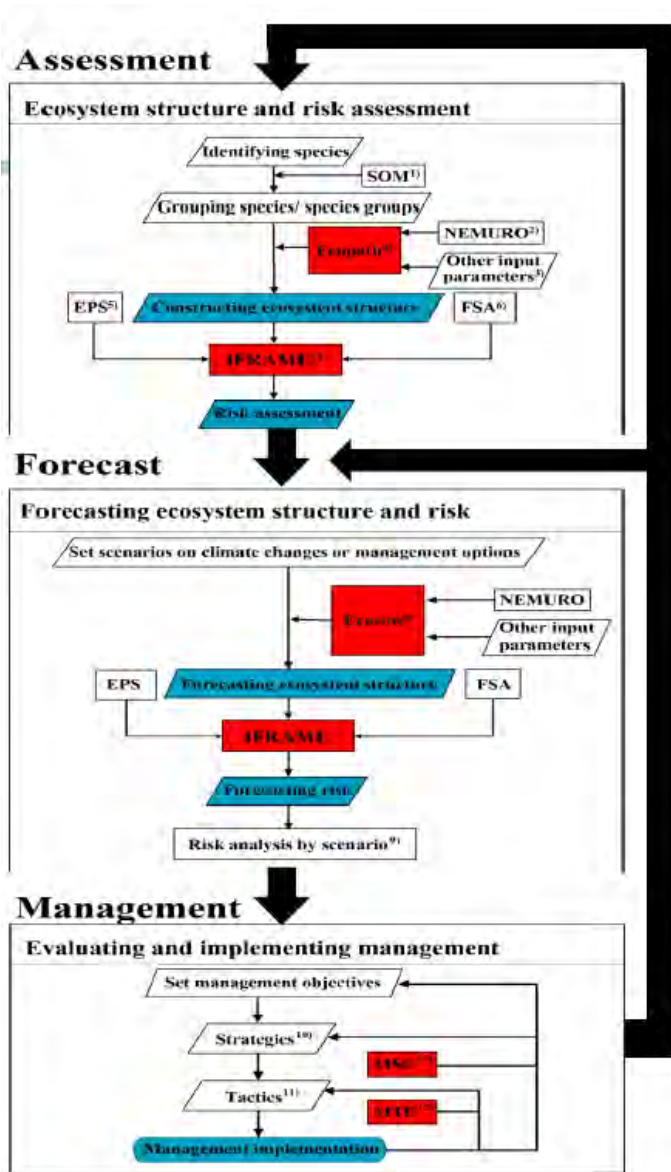 Assessment
Ecosystem structure and risk assessment
Identifying species
SOM1)
Grouping species/ species groups
NEMURO2)
Other input
parameters3)
EPS5)
Constructing ecosystem structure
FSA6)
IFRAME7)
Risk assessment
Forecast
Forecasting ecosystem structure and risk
Set scenarios on climate changes or management options
NEMURO
Other input
parameters
EPS
Forecasting ecosystem structure
FSA
IFRAME
Forecasting risk
Risk analysis by scenario9)
Management
Evaluating and implementing management
Set management objectives
Strategies10)
Tactics11)
Management implementation